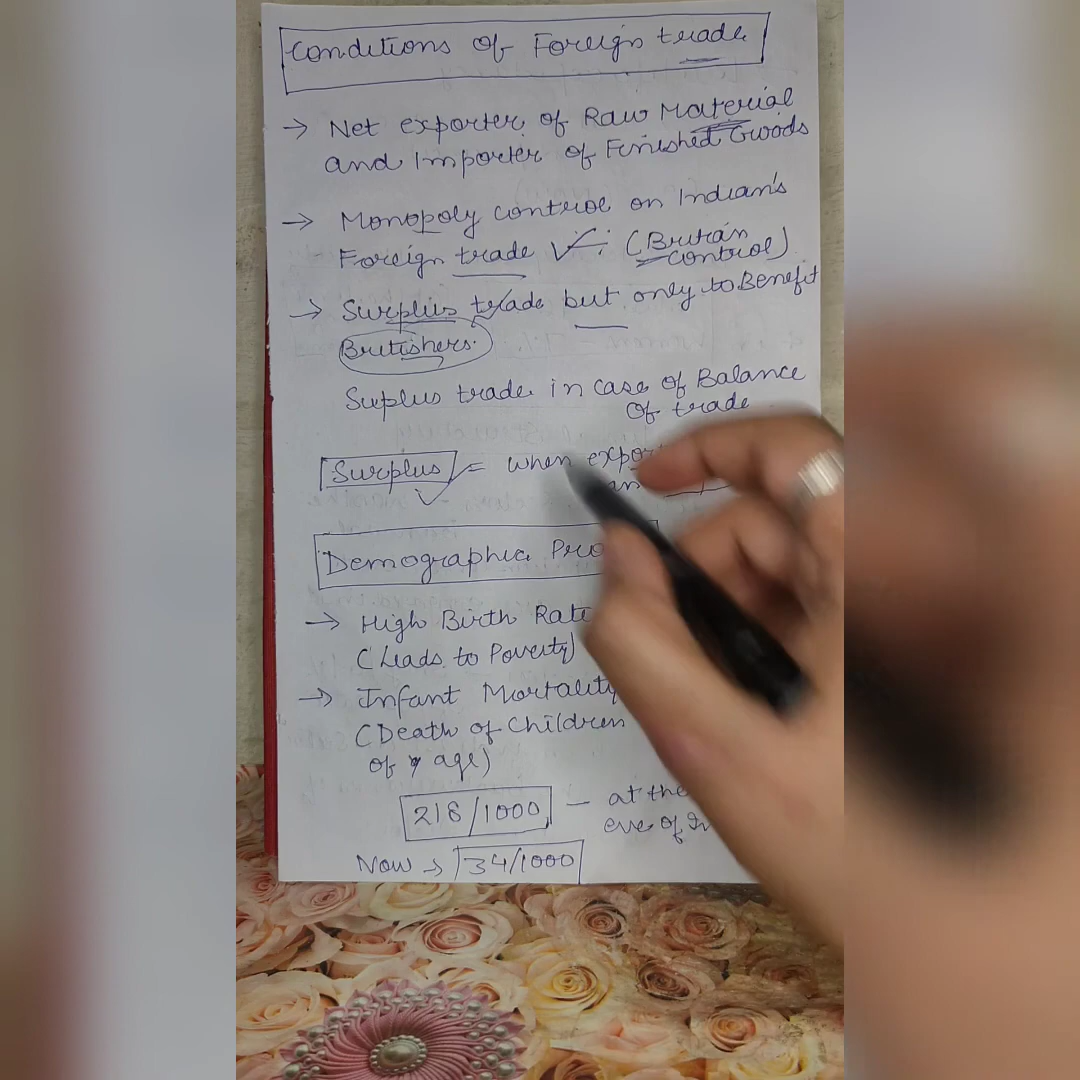 Conditions of Foreign trade
→ Net exporter of Raw Material
and Importer of Finished Goods
→ Monopoly control on Indian's
Foreign trade (Britain
control)
→ Surplus trade but only to Benefit
Britishers.
Suplus trade in case of Balance
of trade
Surplus = when
Demographic
→ High Birth Rate
(Leads to Poverty)
→ Infant Mortality
(Death of Children
of age)
218/1000 — at the
eve of
Now → 34/1000